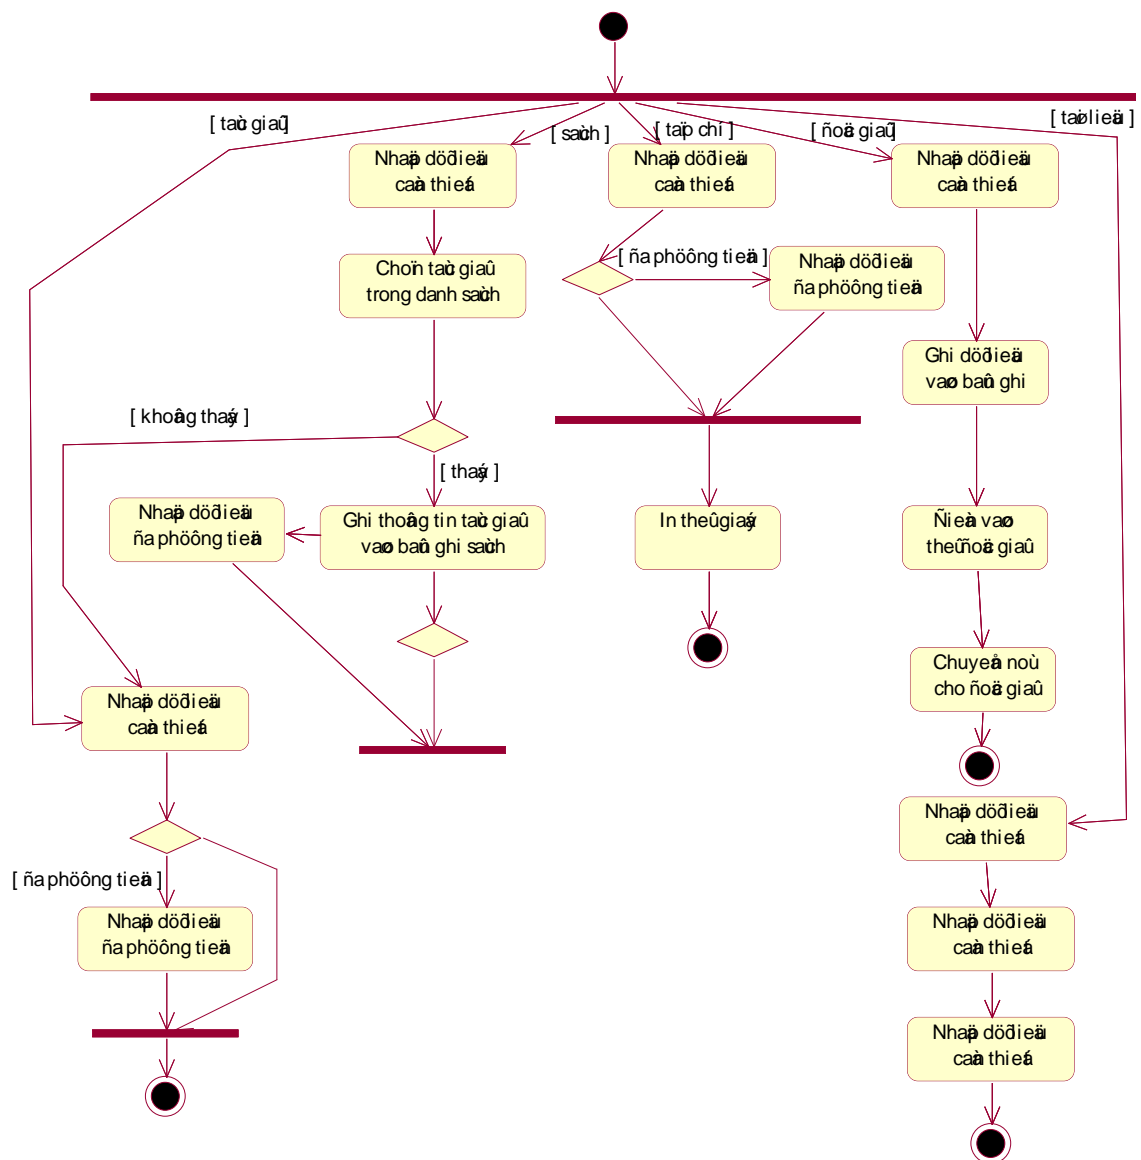 [ taùc giaû ]
[ saùch ]
[ taïp chí ]
[ ñoäc giaû ]
[ taøi lieäu ]
Nhaäp döõ lieäu
caàn thieát
Nhaäp döõ lieäu
caàn thieát
Nhaäp döõ lieäu
caàn thieát
Choïn taùc giaû
trong danh saùch
[ ña phöông tieän ]
Nhaäp döõ lieäu
ña phöông tieän
Ghi döõ lieäu
vaøo baûn ghi
[ khoâng thaáy ]
[ thaáy ]
Nhaäp döõ lieäu
ña phöông tieän
Ghi thoâng tin taùc giaû
vaøo baûn ghi saùch
In theû giaáy
Ñieàn vaøo
theû ñoäc giaû
Chuyeån noù
cho ñoäc giaû
Nhaäp döõ lieäu
caàn thieát
Nhaäp döõ lieäu
caàn thieát
[ ña phöông tieän ]
Nhaäp döõ lieäu
ña phöông tieän
Nhaäp döõ lieäu
caàn thieát
Nhaäp döõ lieäu
caàn thieát